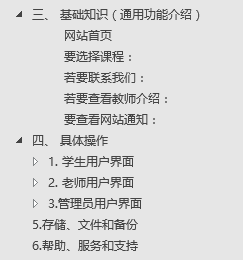 三、 基础知识（通用功能介绍）
网站首页
要选择课程：
若要联系我们：
若要查看教师介绍：
要查看网站通知：
四、 具体操作
1. 学生用户界面
2. 老师用户界面
3.管理员用户界面
5.存储、文件和备份
6.帮助、服务和支持